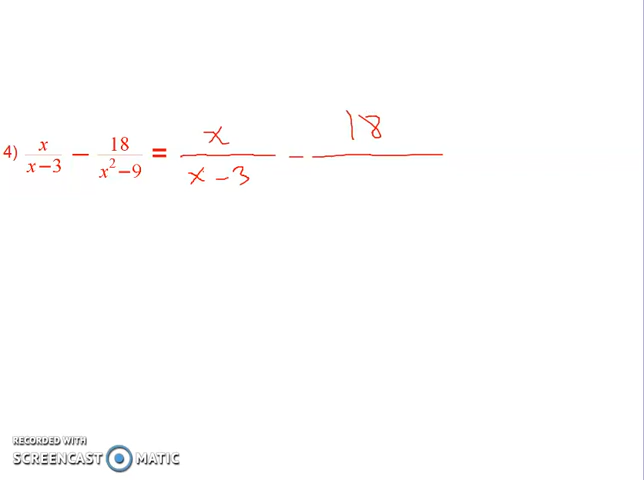 4) x/(x−3) − 18/(x²−9) = x/(x−3) − 18/
RECORDED WITH
SCREENCAST MATIC